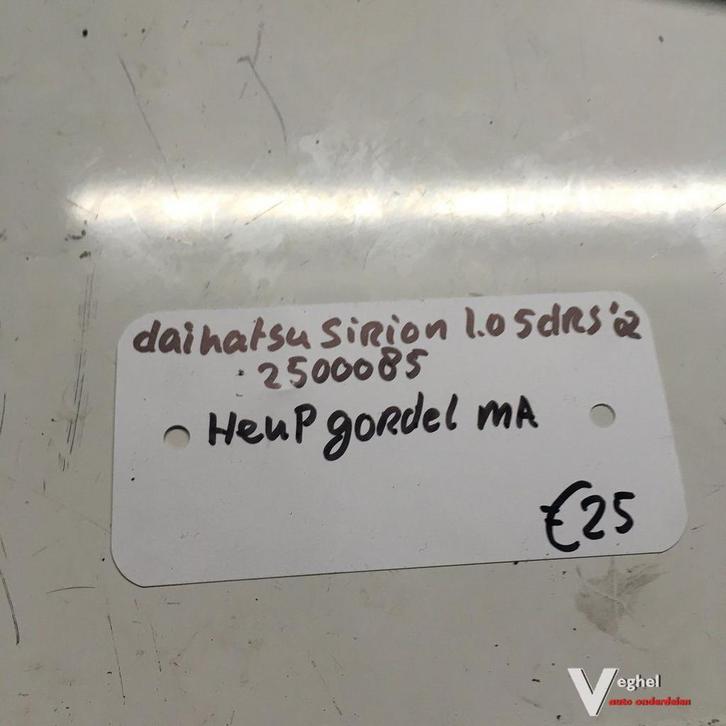 daihatsu SiRion 1.0 5dRS '02
2500085
HeuP gordel mA
€25
Veghel
auto onderdelen